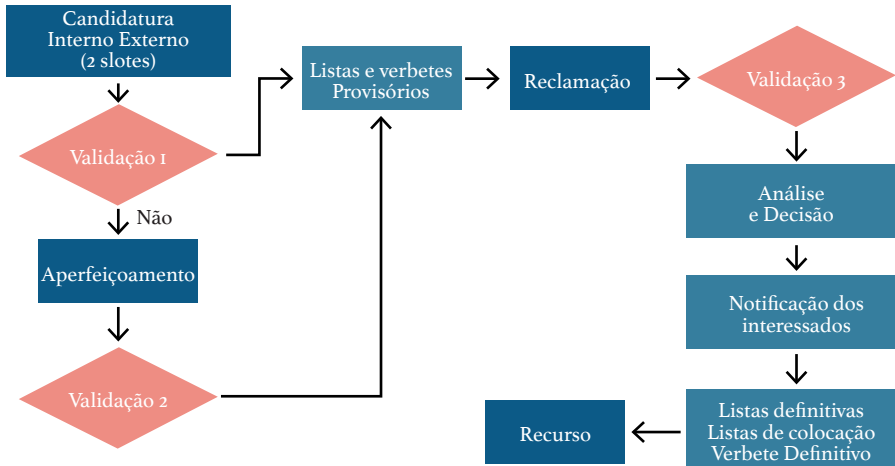 Candidatura
Interno Externo
(2 slotes)
Validação 1
Não
Aperfeiçoamento
Validação 2
Listas e verbetes
Provisórios
Reclamação
Validação 3
Análise
e Decisão
Notificação dos
interessados
Listas definitivas
Listas de colocação
Verbete Definitivo
Recurso